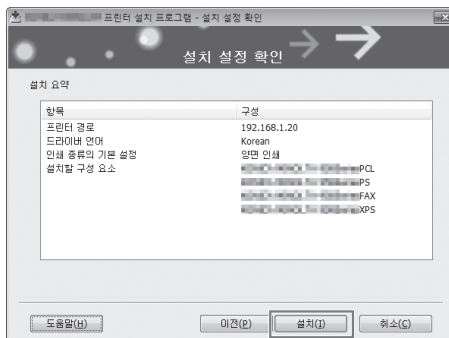 프린터 설치 프로그램 - 설치 설정 확인
설치 설정 확인
설치 요약
항목 구성
프린터 경로 192.168.1.20
드라이버 언어 Korean
인쇄 종류의 기본 설정 양면 인쇄
설치할 구성 요소 PCL
PS
FAX
XPS
도움말(H) 이전(P) 설치(I) 취소(C)